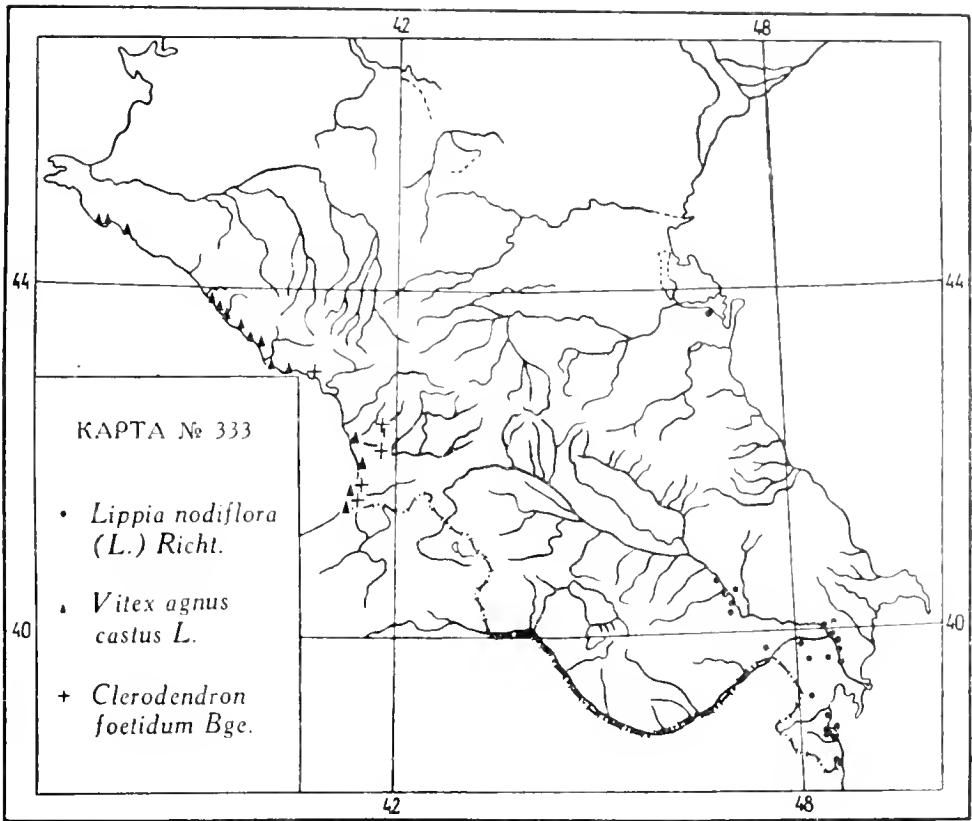 42 48
44 44
КАРТА № 333
• Lippia nodiflora
(L.) Richt.
▲ Vitex agnus
castus L.
+ Clerodendron
foetidum Bge.
40 40
42 48